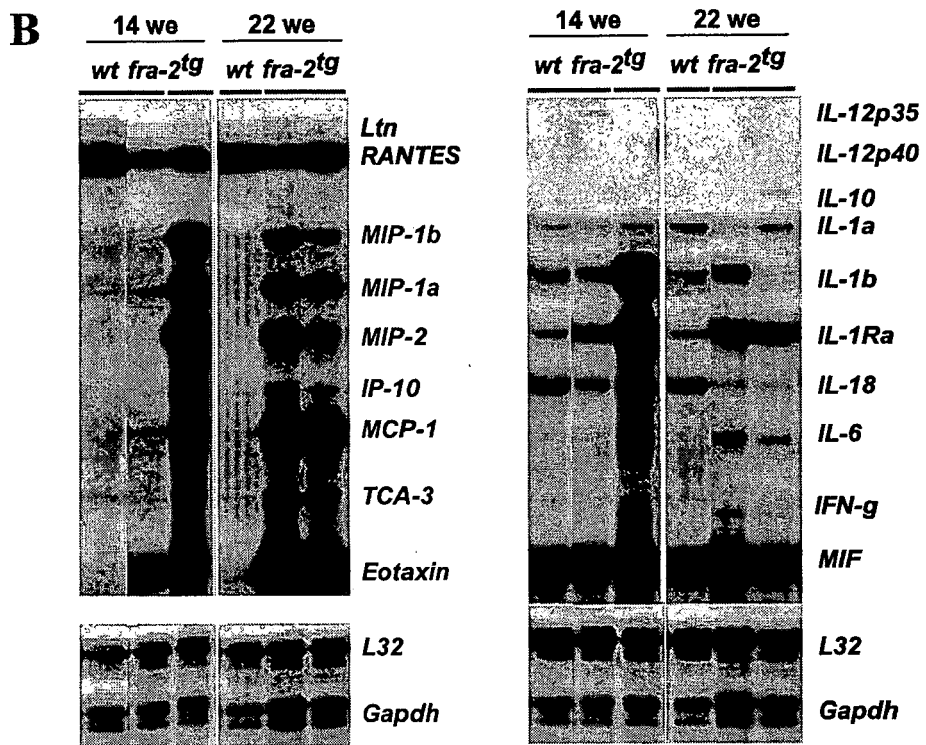 B
14 we 22 we
wt fra-2tg wt fra-2tg
Ltn
RANTES
MIP-1b
MIP-1a
MIP-2
IP-10
MCP-1
TCA-3
Eotaxin
L32
Gapdh
14 we 22 we
wt fra-2tg wt fra-2tg
IL-12p35
IL-12p40
IL-10
IL-1a
IL-1b
IL-1Ra
IL-18
IL-6
IFN-g
MIF
L32
Gapdh